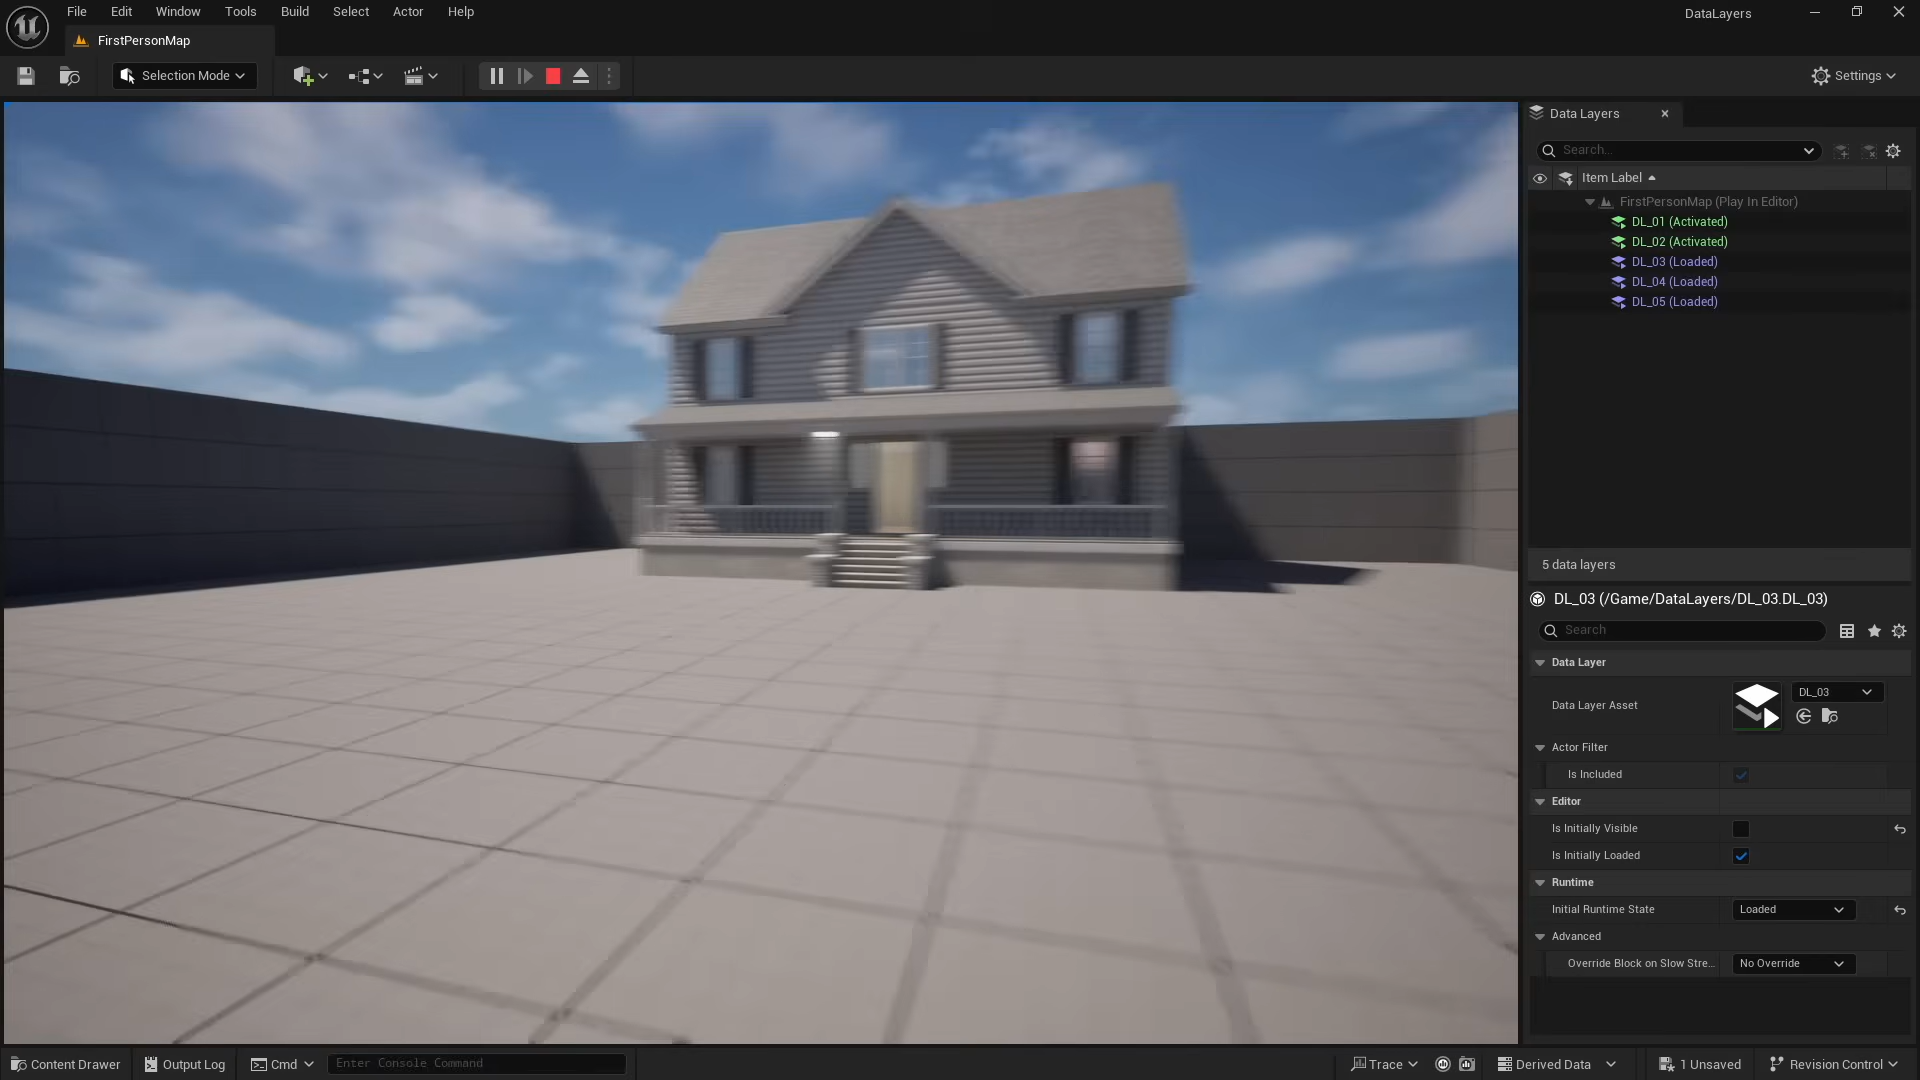 File Edit Window Tools Build Select Actor Help
DataLayers
FirstPersonMap
Selection Mode
Settings
Data Layers
Search...
Item Label
FirstPersonMap (Play In Editor)
DL_01 (Activated)
DL_02 (Activated)
DL_03 (Loaded)
DL_04 (Loaded)
DL_05 (Loaded)
5 data layers
DL_03 (/Game/DataLayers/DL_03.DL_03)
Search
Data Layer
Data Layer Asset
DL_03
Actor Filter
Is Included
Editor
Is Initially Visible
Is Initially Loaded
Runtime
Initial Runtime State Loaded
Advanced
Override Block on Slow Stre... No Override
Content Drawer Output Log Cmd Enter Console Command Trace Derived Data 1 Unsaved Revision Control